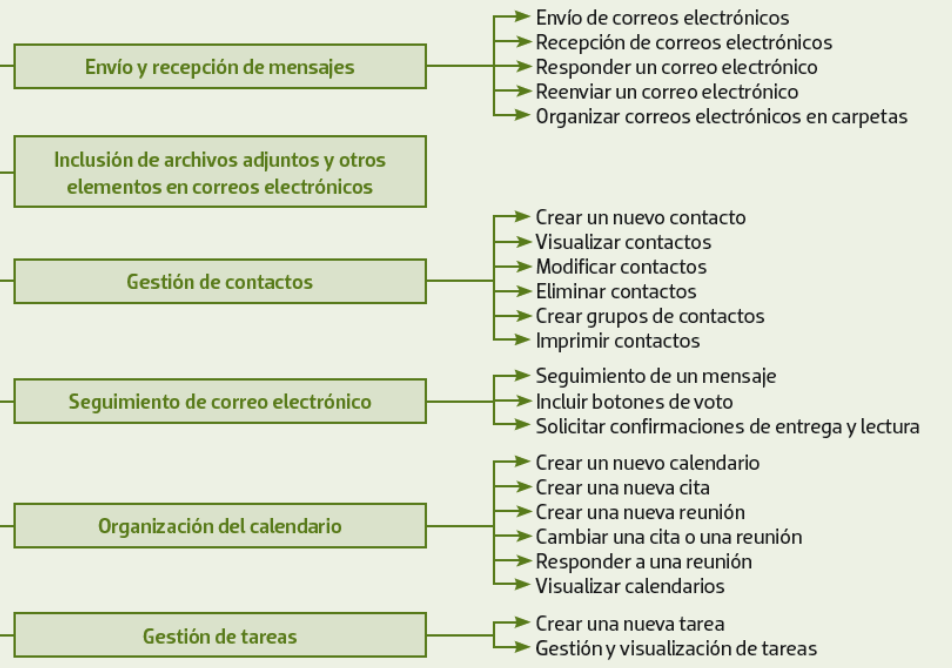 Envío y recepción de mensajes
Envío de correos electrónicos
Recepción de correos electrónicos
Responder un correo electrónico
Reenviar un correo electrónico
Organizar correos electrónicos en carpetas
Inclusión de archivos adjuntos y otros
elementos en correos electrónicos
Gestión de contactos
Crear un nuevo contacto
Visualizar contactos
Modificar contactos
Eliminar contactos
Crear grupos de contactos
Imprimir contactos
Seguimiento de correo electrónico
Seguimiento de un mensaje
Incluir botones de voto
Solicitar confirmaciones de entrega y lectura
Organización del calendario
Crear un nuevo calendario
Crear una nueva cita
Crear una nueva reunión
Cambiar una cita o una reunión
Responder a una reunión
Visualizar calendarios
Gestión de tareas
Crear una nueva tarea
Gestión y visualización de tareas